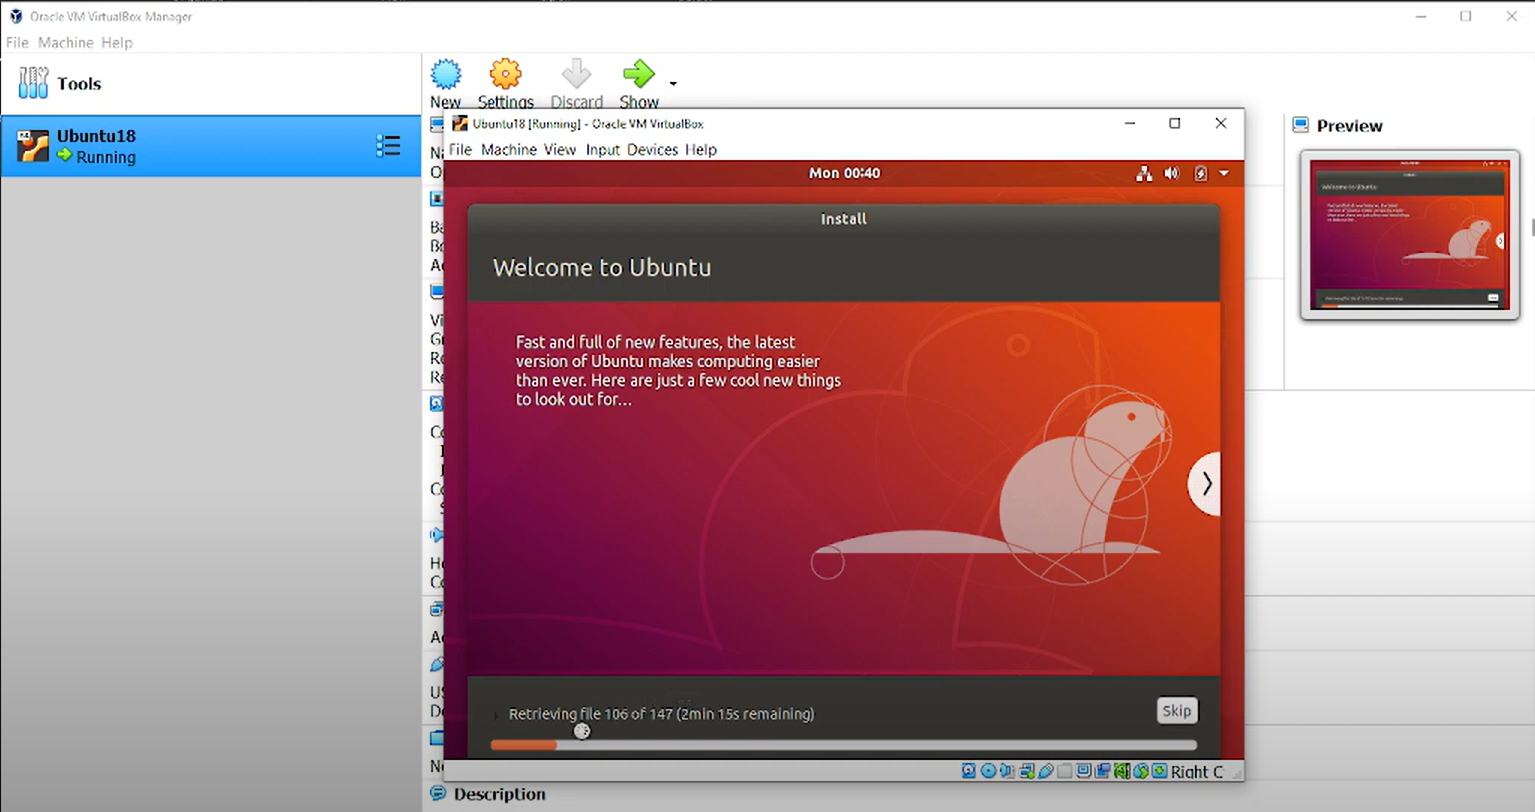 Oracle VM VirtualBox Manager
File Machine Help
Tools
New Settings Discard Show
Ubuntu18
Running
Ubuntu18 [Running] - Oracle VM VirtualBox
File Machine View Input Devices Help
Mon 00:40
Install
Welcome to Ubuntu
Fast and full of new features, the latest
version of Ubuntu makes computing easier
than ever. Here are just a few cool new things
to look out for...
Retrieving file 106 of 147 (2min 15s remaining)
Skip
Right C
Preview
Welcome to Ubuntu
Description